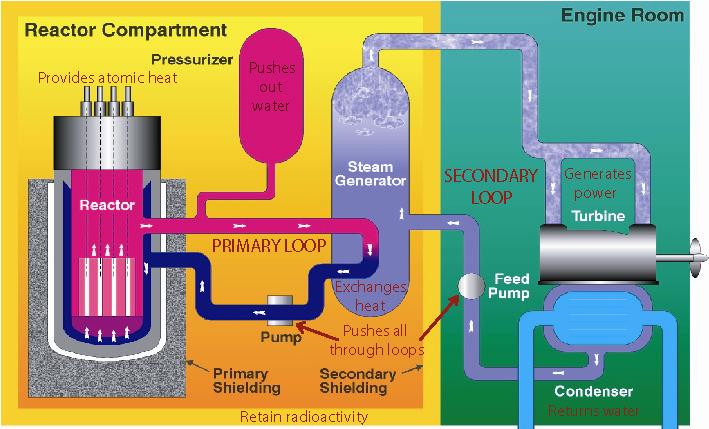 Reactor Compartment
Engine Room
Pressurizer
Provides atomic heat
Pushes
out
water
Steam
Generator
SECONDARY
LOOP
Generates
power
Turbine
Reactor
PRIMARY LOOP
Exchanges
heat
Feed
Pump
Pump
Pushes all
through loops
Primary
Shielding
Secondary
Shielding
Condenser
Returns water
Retain radioactivity